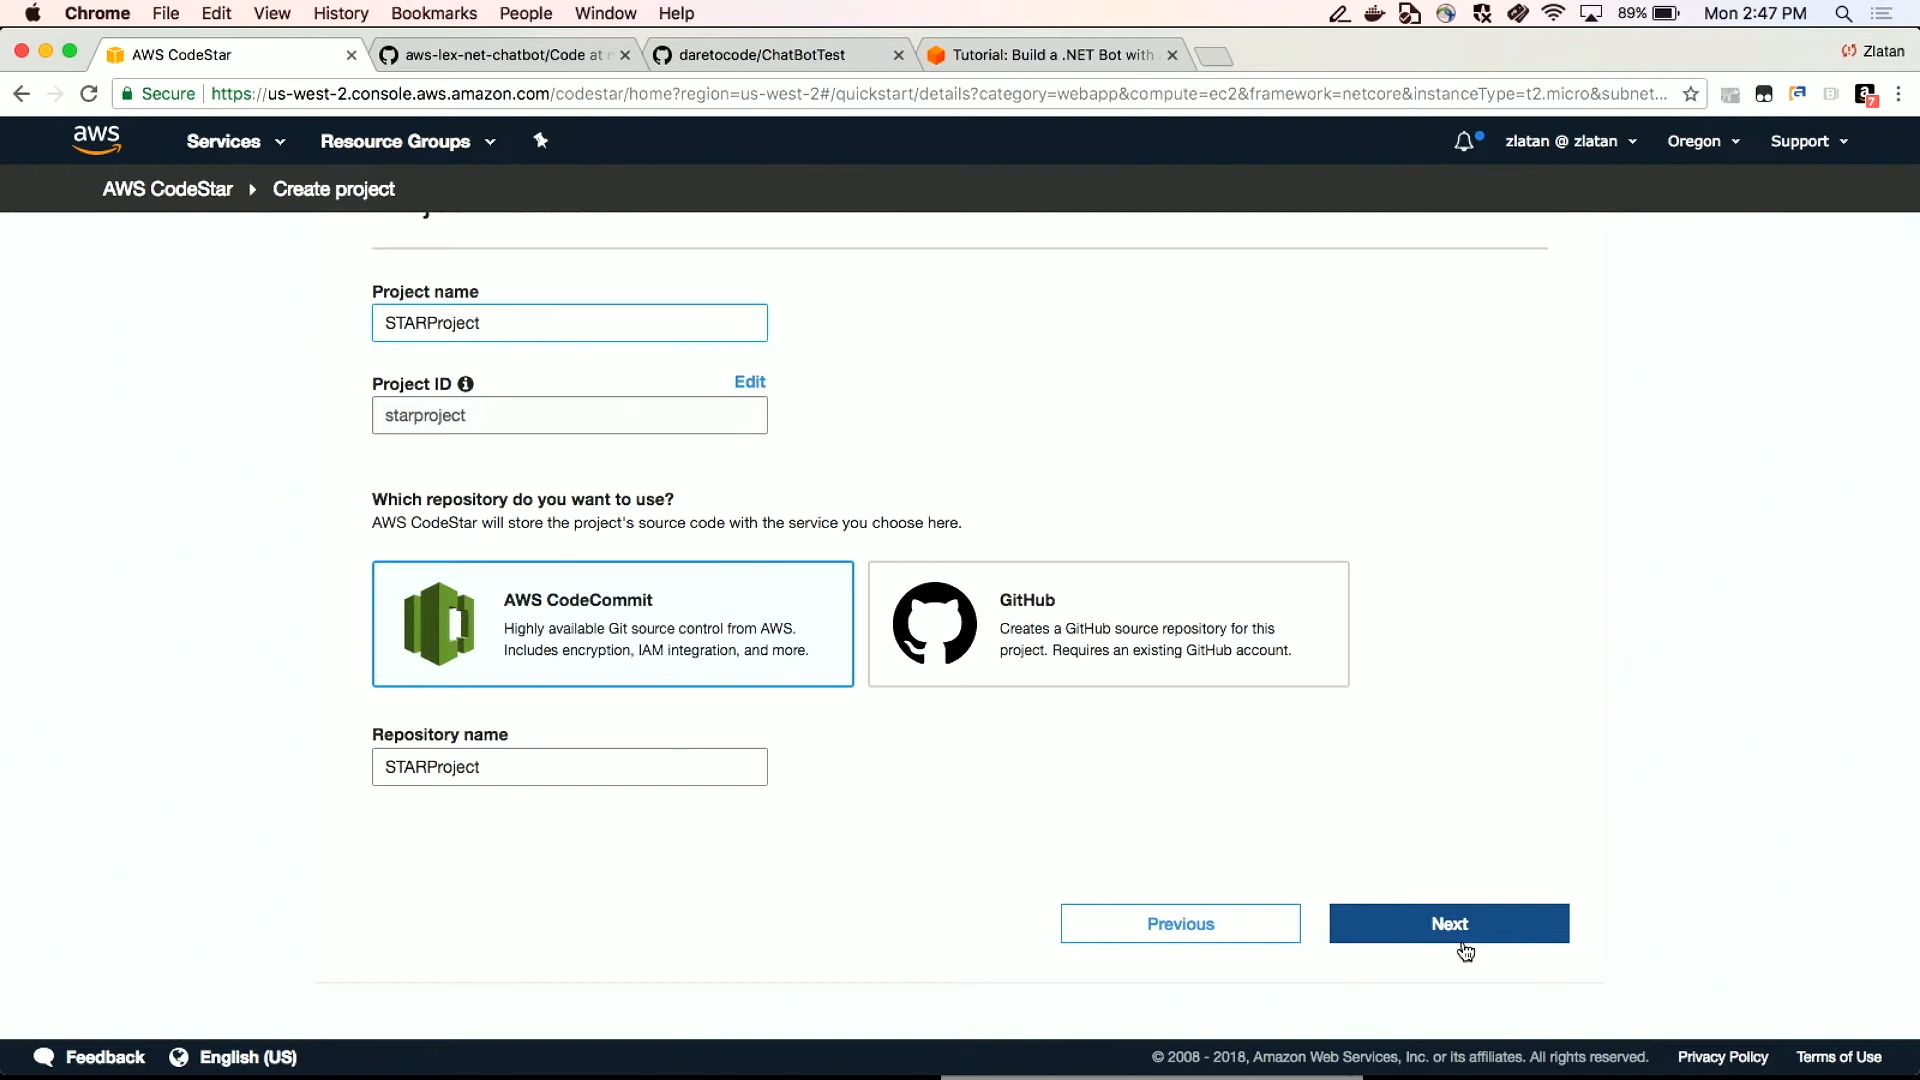 Chrome File Edit View History Bookmarks People Window Help 89% Mon 2:47 PM
AWS CodeStar aws-lex-net-chatbot/Code at daretocode/ChatBotTest Tutorial: Build a .NET Bot with Zlatan
Secure https://us-west-2.console.aws.amazon.com/codestar/home?region=us-west-2#/quickstart/details?category=webapp&compute=ec2&framework=netcore&instanceType=t2.micro&subnet... 7
aws Services Resource Groups zlatan @ zlatan Oregon Support
AWS CodeStar Create project
Project name
STARProject
Project ID Edit
starproject
Which repository do you want to use?
AWS CodeStar will store the project's source code with the service you choose here.
AWS CodeCommit
Highly available Git source control from AWS.
Includes encryption, IAM integration, and more.
GitHub
Creates a GitHub source repository for this
project. Requires an existing GitHub account.
Repository name
STARProject
Previous Next
Feedback English (US) © 2008 - 2018, Amazon Web Services, Inc. or its affiliates. All rights reserved. Privacy Policy Terms of Use